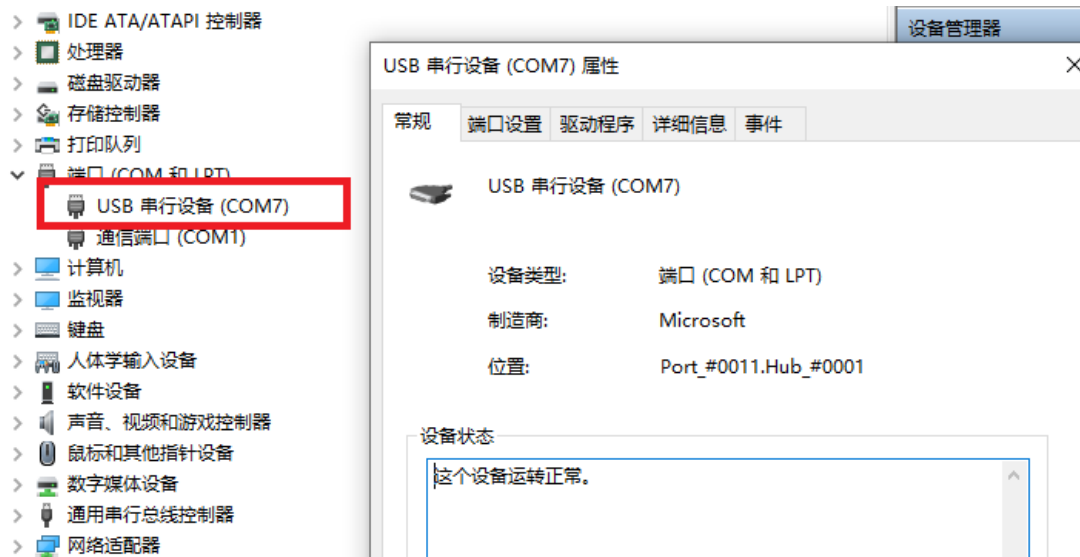 IDE ATA/ATAPI 控制器
处理器
磁盘驱动器
存储控制器
打印队列
端口 (COM 和 LPT)
USB 串行设备 (COM7)
通信端口 (COM1)
计算机
监视器
键盘
人体学输入设备
软件设备
声音、视频和游戏控制器
鼠标和其他指针设备
数字媒体设备
通用串行总线控制器
网络适配器
设备管理器
USB 串行设备 (COM7) 属性
常规 端口设置 驱动程序 详细信息 事件
USB 串行设备 (COM7)
设备类型: 端口 (COM 和 LPT)
制造商: Microsoft
位置: Port_#0011.Hub_#0001
设备状态
这个设备运转正常。